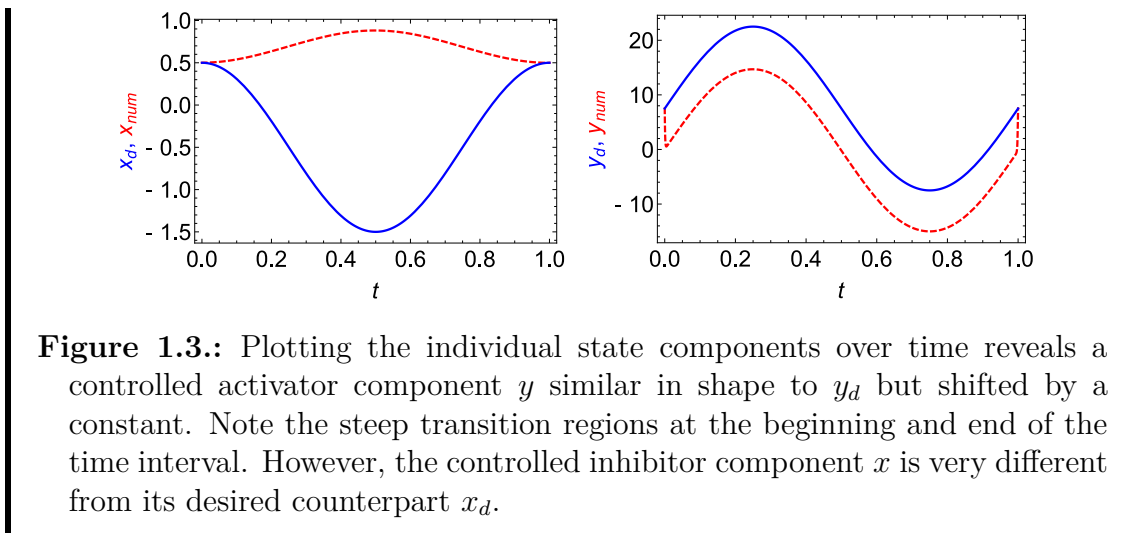 1.0
0.5
0.0
- 0.5
- 1.0
- 1.5
x_d, x_num
0.0 0.2 0.4 0.6 0.8 1.0
t
20
10
0
- 10
y_d, y_num
0.0 0.2 0.4 0.6 0.8 1.0
t
Figure 1.3.: Plotting the individual state components over time reveals a
controlled activator component y similar in shape to y_d but shifted by a
constant. Note the steep transition regions at the beginning and end of the
time interval. However, the controlled inhibitor component x is very different
from its desired counterpart x_d.